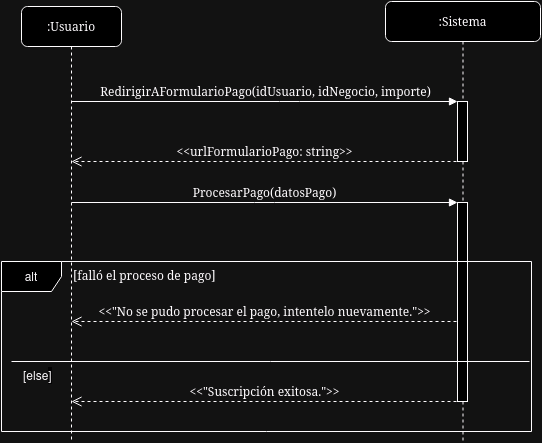 :Usuario
:Sistema
RedirigirAFormularioPago(idUsuario, idNegocio, importe)
<<urlFormularioPago: string>>
ProcesarPago(datosPago)
alt
[falló el proceso de pago]
<<"No se pudo procesar el pago, intentelo nuevamente.">>
[else]
<<"Suscripción exitosa.">>